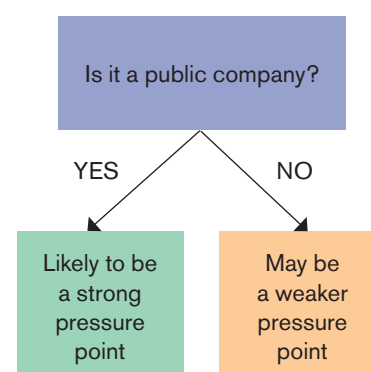 Is it a public company?
YES
NO
Likely to be
a strong
pressure
point
May be
a weaker
pressure
point